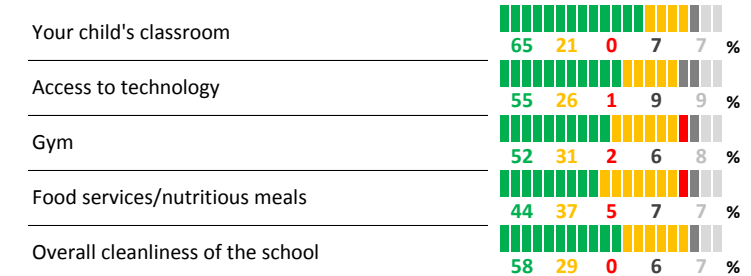 Your child's classroom
65 21 0 7 7 %
Access to technology
55 26 1 9 9 %
Gym
52 31 2 6 8 %
Food services/nutritious meals
44 37 5 7 7 %
Overall cleanliness of the school
58 29 0 6 7 %